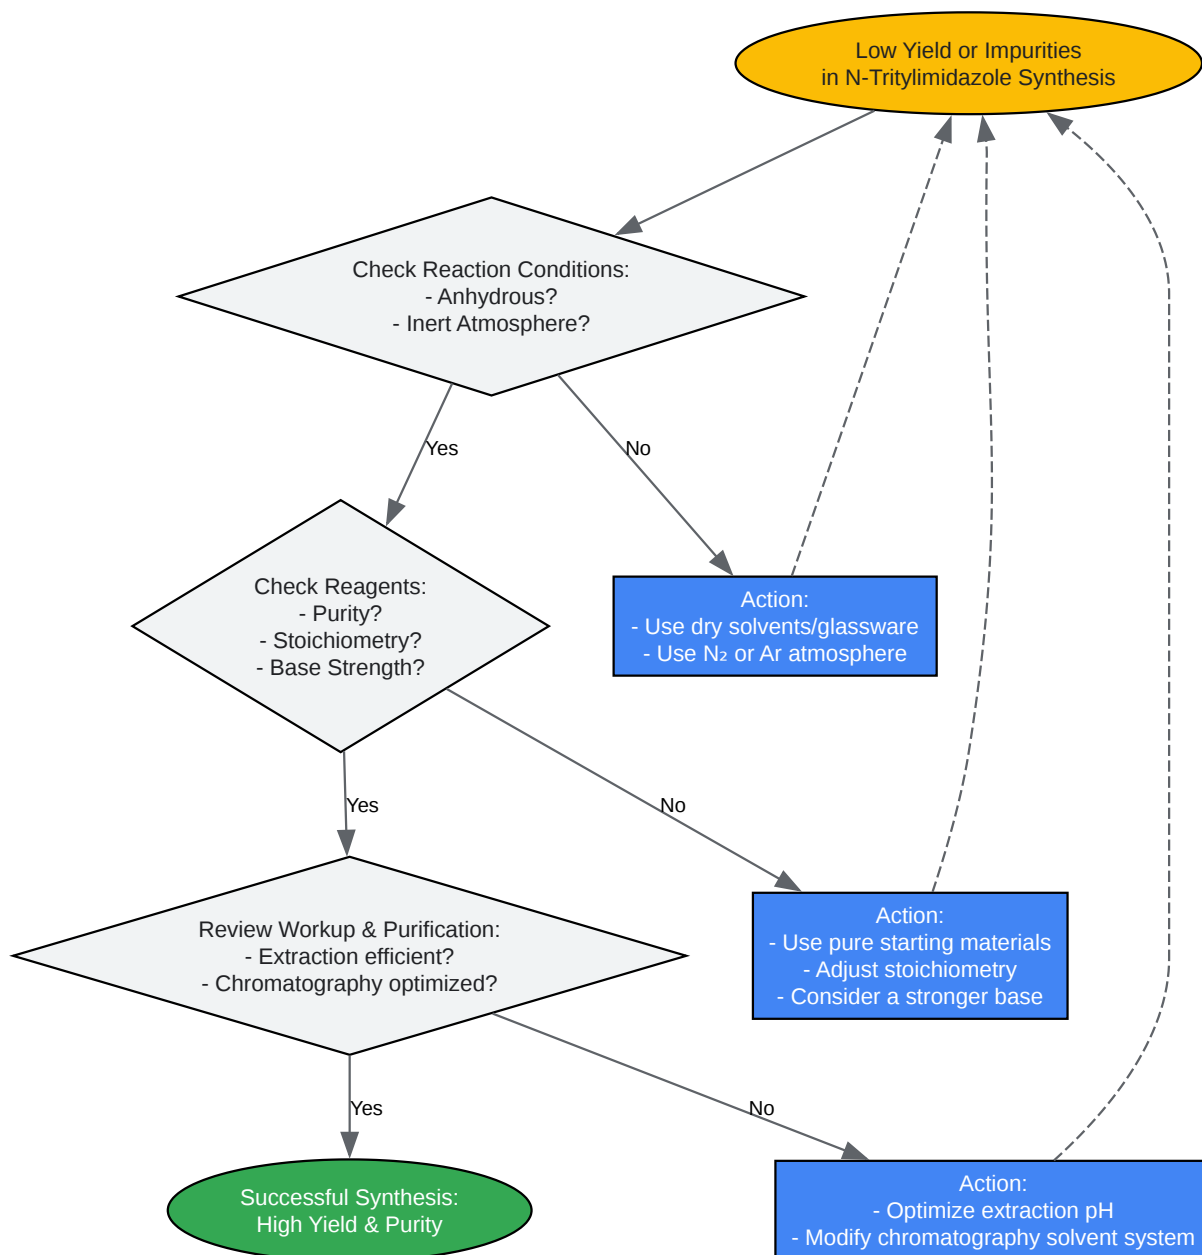 Low Yield or Impurities
in N-Tritylimidazole Synthesis
Check Reaction Conditions:
- Anhydrous?
- Inert Atmosphere?
Yes
No
Check Reagents:
- Purity?
- Stoichiometry?
- Base Strength?
Action:
- Use dry solvents/glassware
- Use N₂ or Ar atmosphere
Yes
No
Review Workup & Purification:
- Extraction efficient?
- Chromatography optimized?
Action:
- Use pure starting materials
- Adjust stoichiometry
- Consider a stronger base
Yes
No
Successful Synthesis:
High Yield & Purity
Action:
- Optimize extraction pH
- Modify chromatography solvent system